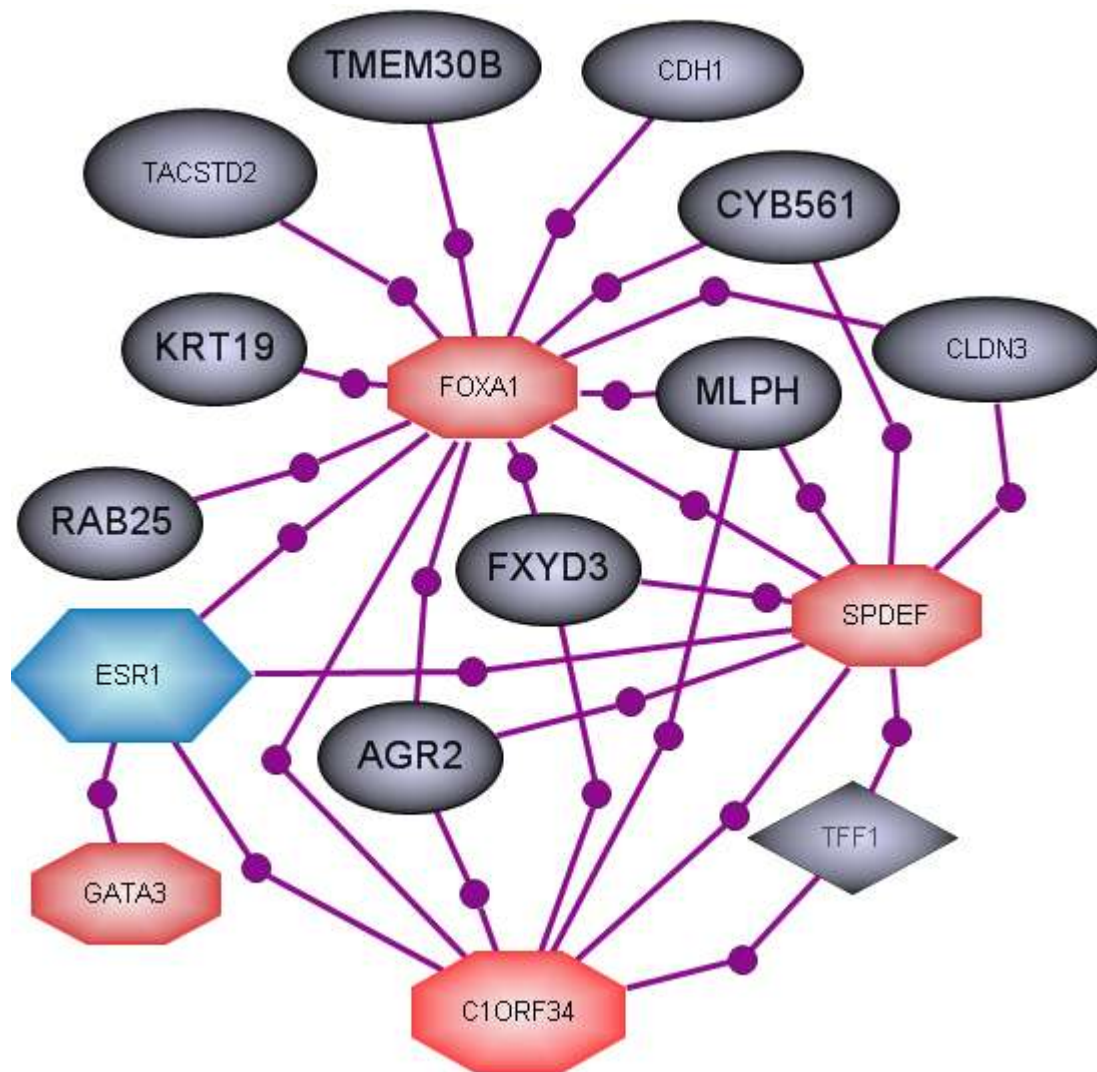 TMEM30B
CDH1
TACSTD2
CYB561
KRT19
CLDN3
FOXA1
MLPH
RAB25
FXYD3
SPDEF
ESR1
AGR2
TFF1
GATA3
C1ORF34